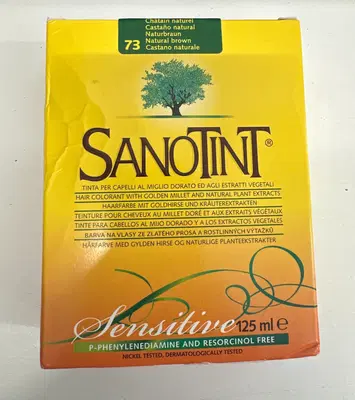 Châtain naturel
Castaño natural
Naturbraun
73 Natural brown
Castano naturale
SANOTINT®
TINTA PER CAPELLI AL MIGLIO DORATO ED AGLI ESTRATTI VEGETALI
HAIR COLORANT WITH GOLDEN MILLET AND NATURAL PLANT EXTRACTS
HAARFARBE MIT GOLDHIRSE UND KRÄUTEREXTRAKTEN
TEINTURE POUR CHEVEUX AU MILLET DORÉ ET AUX EXTRAITS VÉGÉTAUX
TINTE PARA CABELLOS AL MIJO DORADO Y A LOS EXTRACTOS VEGETALES
BARVA NA VLASY ZE ZLATÉHO PROSA A ROSTLINNÝCH VÝTAŽKŮ
HÅRFARVE MED GYLDEN HIRSE OG NATURLIGE PLANTEEKSTRAKTER
Sensitive 125 ml e
P-PHENYLENEDIAMINE AND RESORCINOL FREE
NICKEL TESTED, DERMATOLOGICALLY TESTED